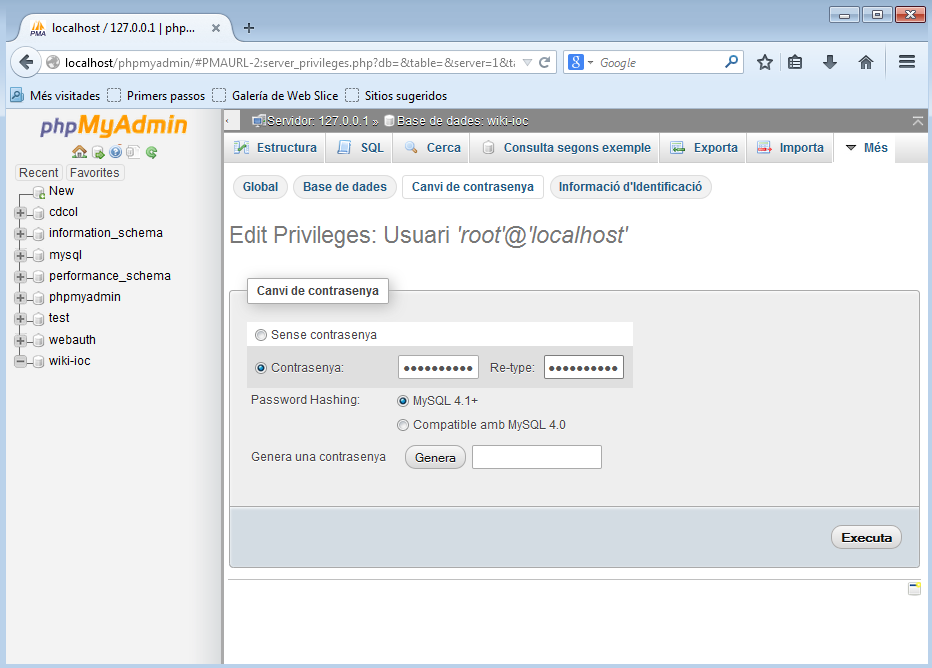 localhost / 127.0.0.1 | php...
localhost/phpmyadmin/#PMAURL-2:server_privileges.php?db=&table=&server=1&ta
Google
Més visitades Primers passos Galería de Web Slice Sitios sugeridos
phpMyAdmin
Recent Favorites
New
cdcol
information_schema
mysql
performance_schema
phpmyadmin
test
webauth
wiki-ioc
Servidor: 127.0.0.1 » Base de dades: wiki-ioc
Estructura SQL Cerca Consulta segons exemple Exporta Importa Més
Global Base de dades Canvi de contrasenya Informació d'Identificació
Edit Privileges: Usuari 'root'@'localhost'
Canvi de contrasenya
Sense contrasenya
Contrasenya: •••••••••• Re-type: ••••••••••
Password Hashing: MySQL 4.1+
Compatible amb MySQL 4.0
Genera una contrasenya Genera
Executa